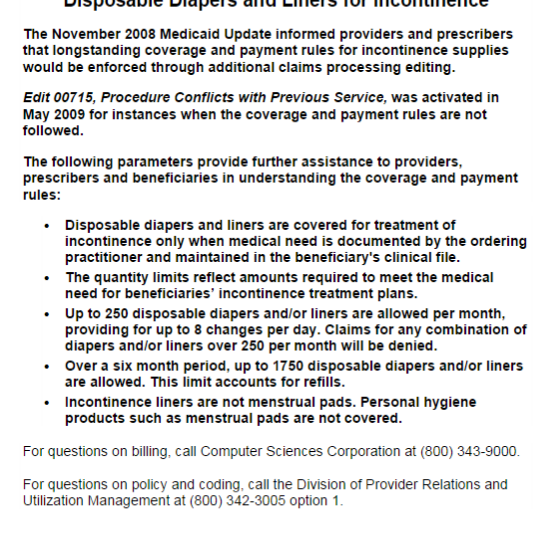 Disposable Diapers and Liners for Incontinence
The November 2008 Medicaid Update informed providers and prescribers
that longstanding coverage and payment rules for incontinence supplies
would be enforced through additional claims processing editing.
Edit 00715, Procedure Conflicts with Previous Service, was activated in
May 2009 for instances when the coverage and payment rules are not
followed.
The following parameters provide further assistance to providers,
prescribers and beneficiaries in understanding the coverage and payment
rules:
• Disposable diapers and liners are covered for treatment of
incontinence only when medical need is documented by the ordering
practitioner and maintained in the beneficiary's clinical file.
• The quantity limits reflect amounts required to meet the medical
need for beneficiaries’ incontinence treatment plans.
• Up to 250 disposable diapers and/or liners are allowed per month,
providing for up to 8 changes per day. Claims for any combination of
diapers and/or liners over 250 per month will be denied.
• Over a six month period, up to 1750 disposable diapers and/or liners
are allowed. This limit accounts for refills.
• Incontinence liners are not menstrual pads. Personal hygiene
products such as menstrual pads are not covered.
For questions on billing, call Computer Sciences Corporation at (800) 343-9000.
For questions on policy and coding, call the Division of Provider Relations and
Utilization Management at (800) 342-3005 option 1.